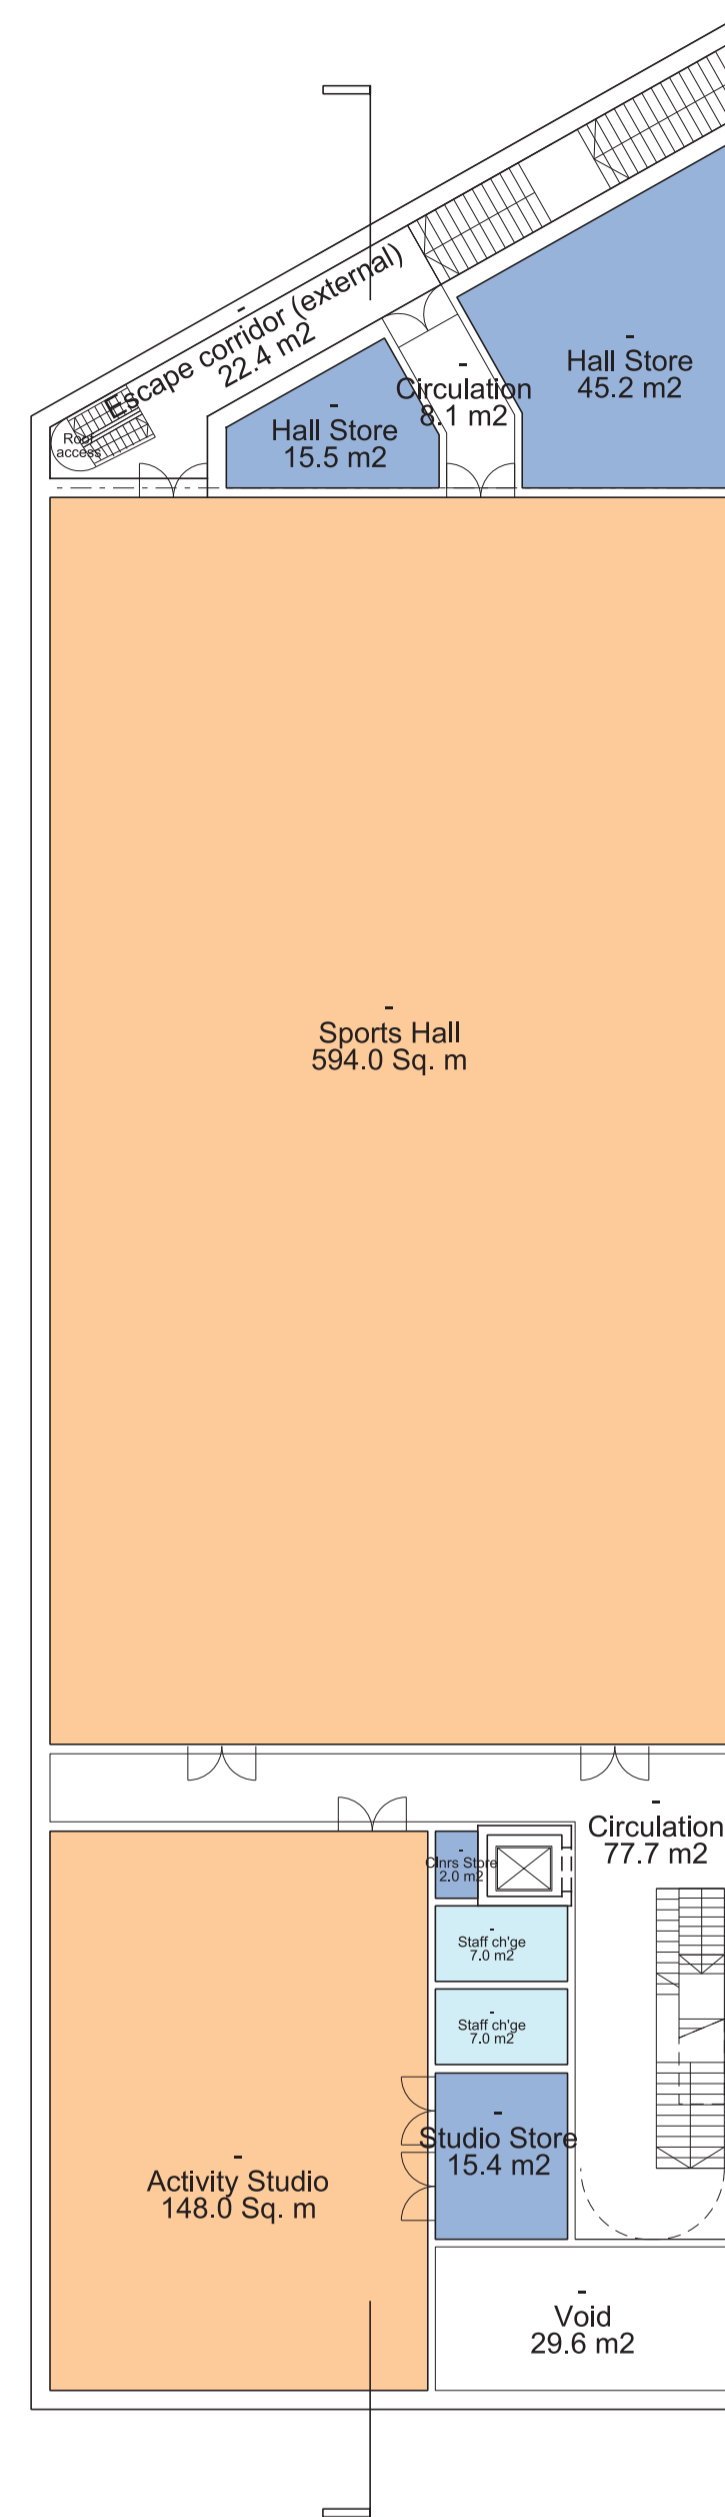 -
Escape corridor (external)
22.4 m2
-
Hall Store
45.2 m2
-
Circulation
8.1 m2
-
Hall Store
15.5 m2
Roof
access
-
Sports Hall
594.0 Sq. m
-
Circulation
77.7 m2
-
Clnrs Store
2.0 m2
-
Staff ch'ge
7.0 m2
-
Staff ch'ge
7.0 m2
-
Studio Store
15.4 m2
-
Activity Studio
148.0 Sq. m
-
Void
29.6 m2